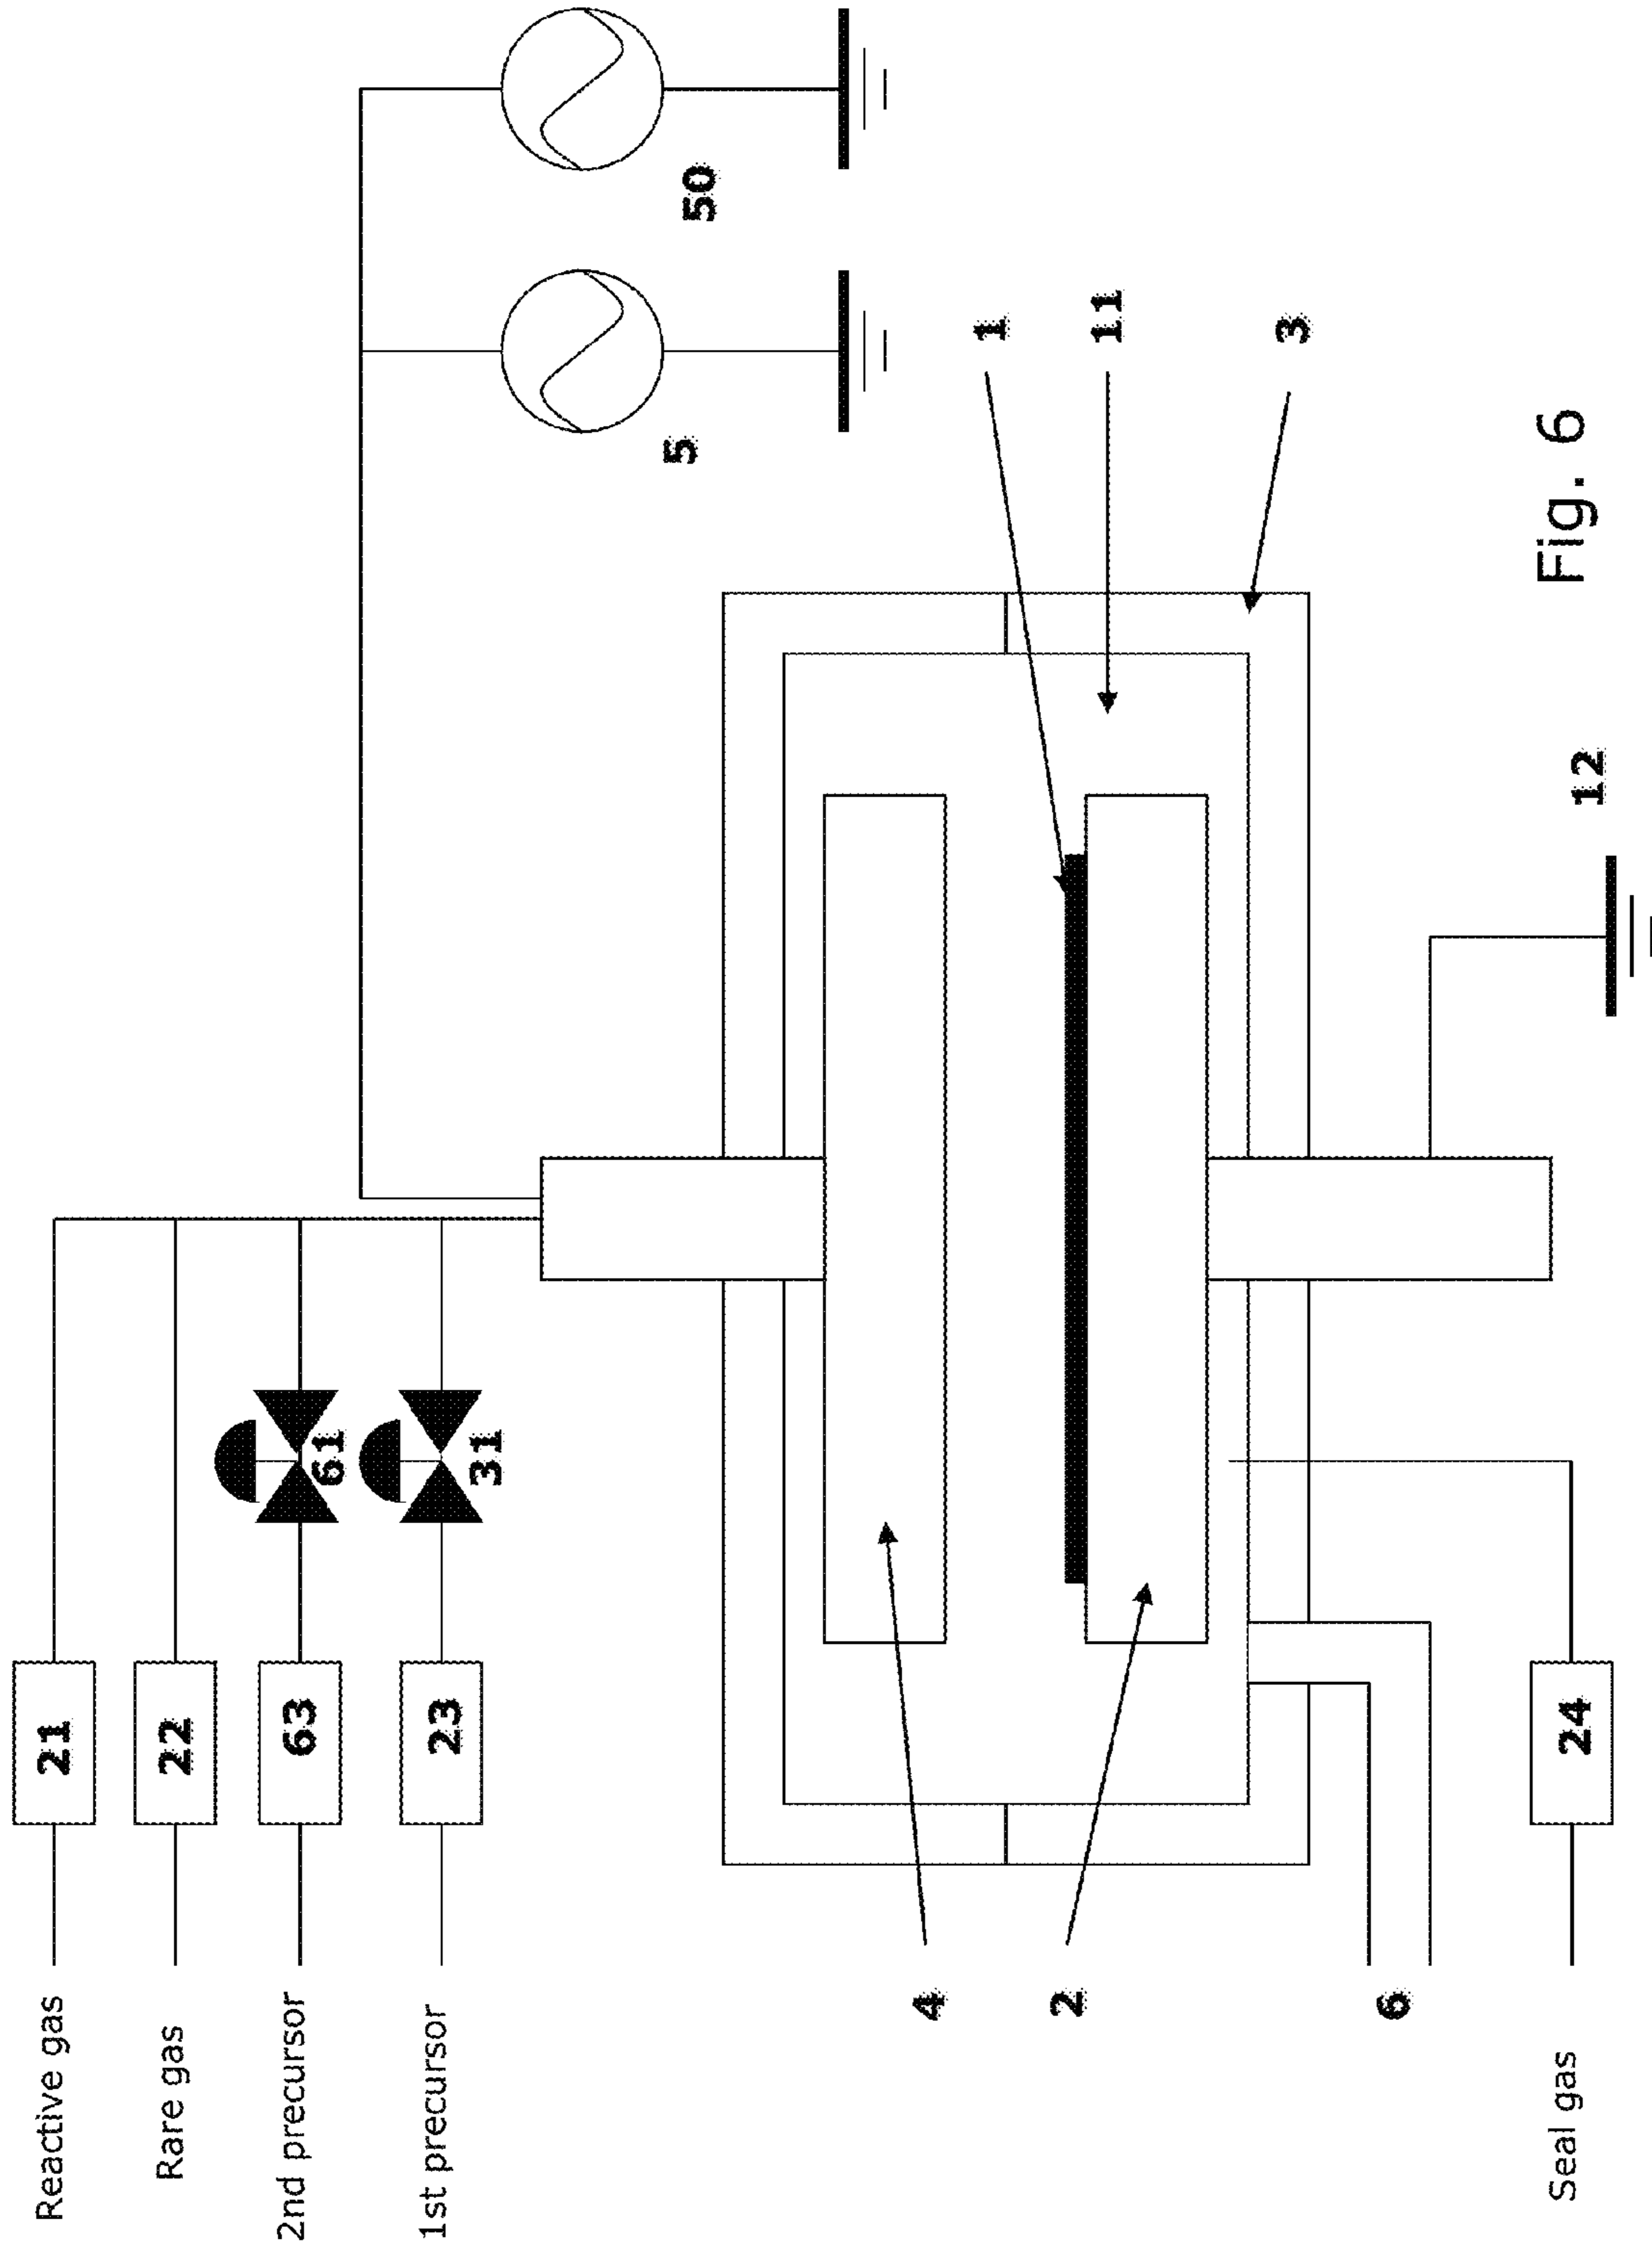 Reactive gas
21
Rare gas
22
2nd precursor
63
61
1st precursor
23
31
5
50
4
2
1
11
3
6
Seal gas
24
12
Fig. 6